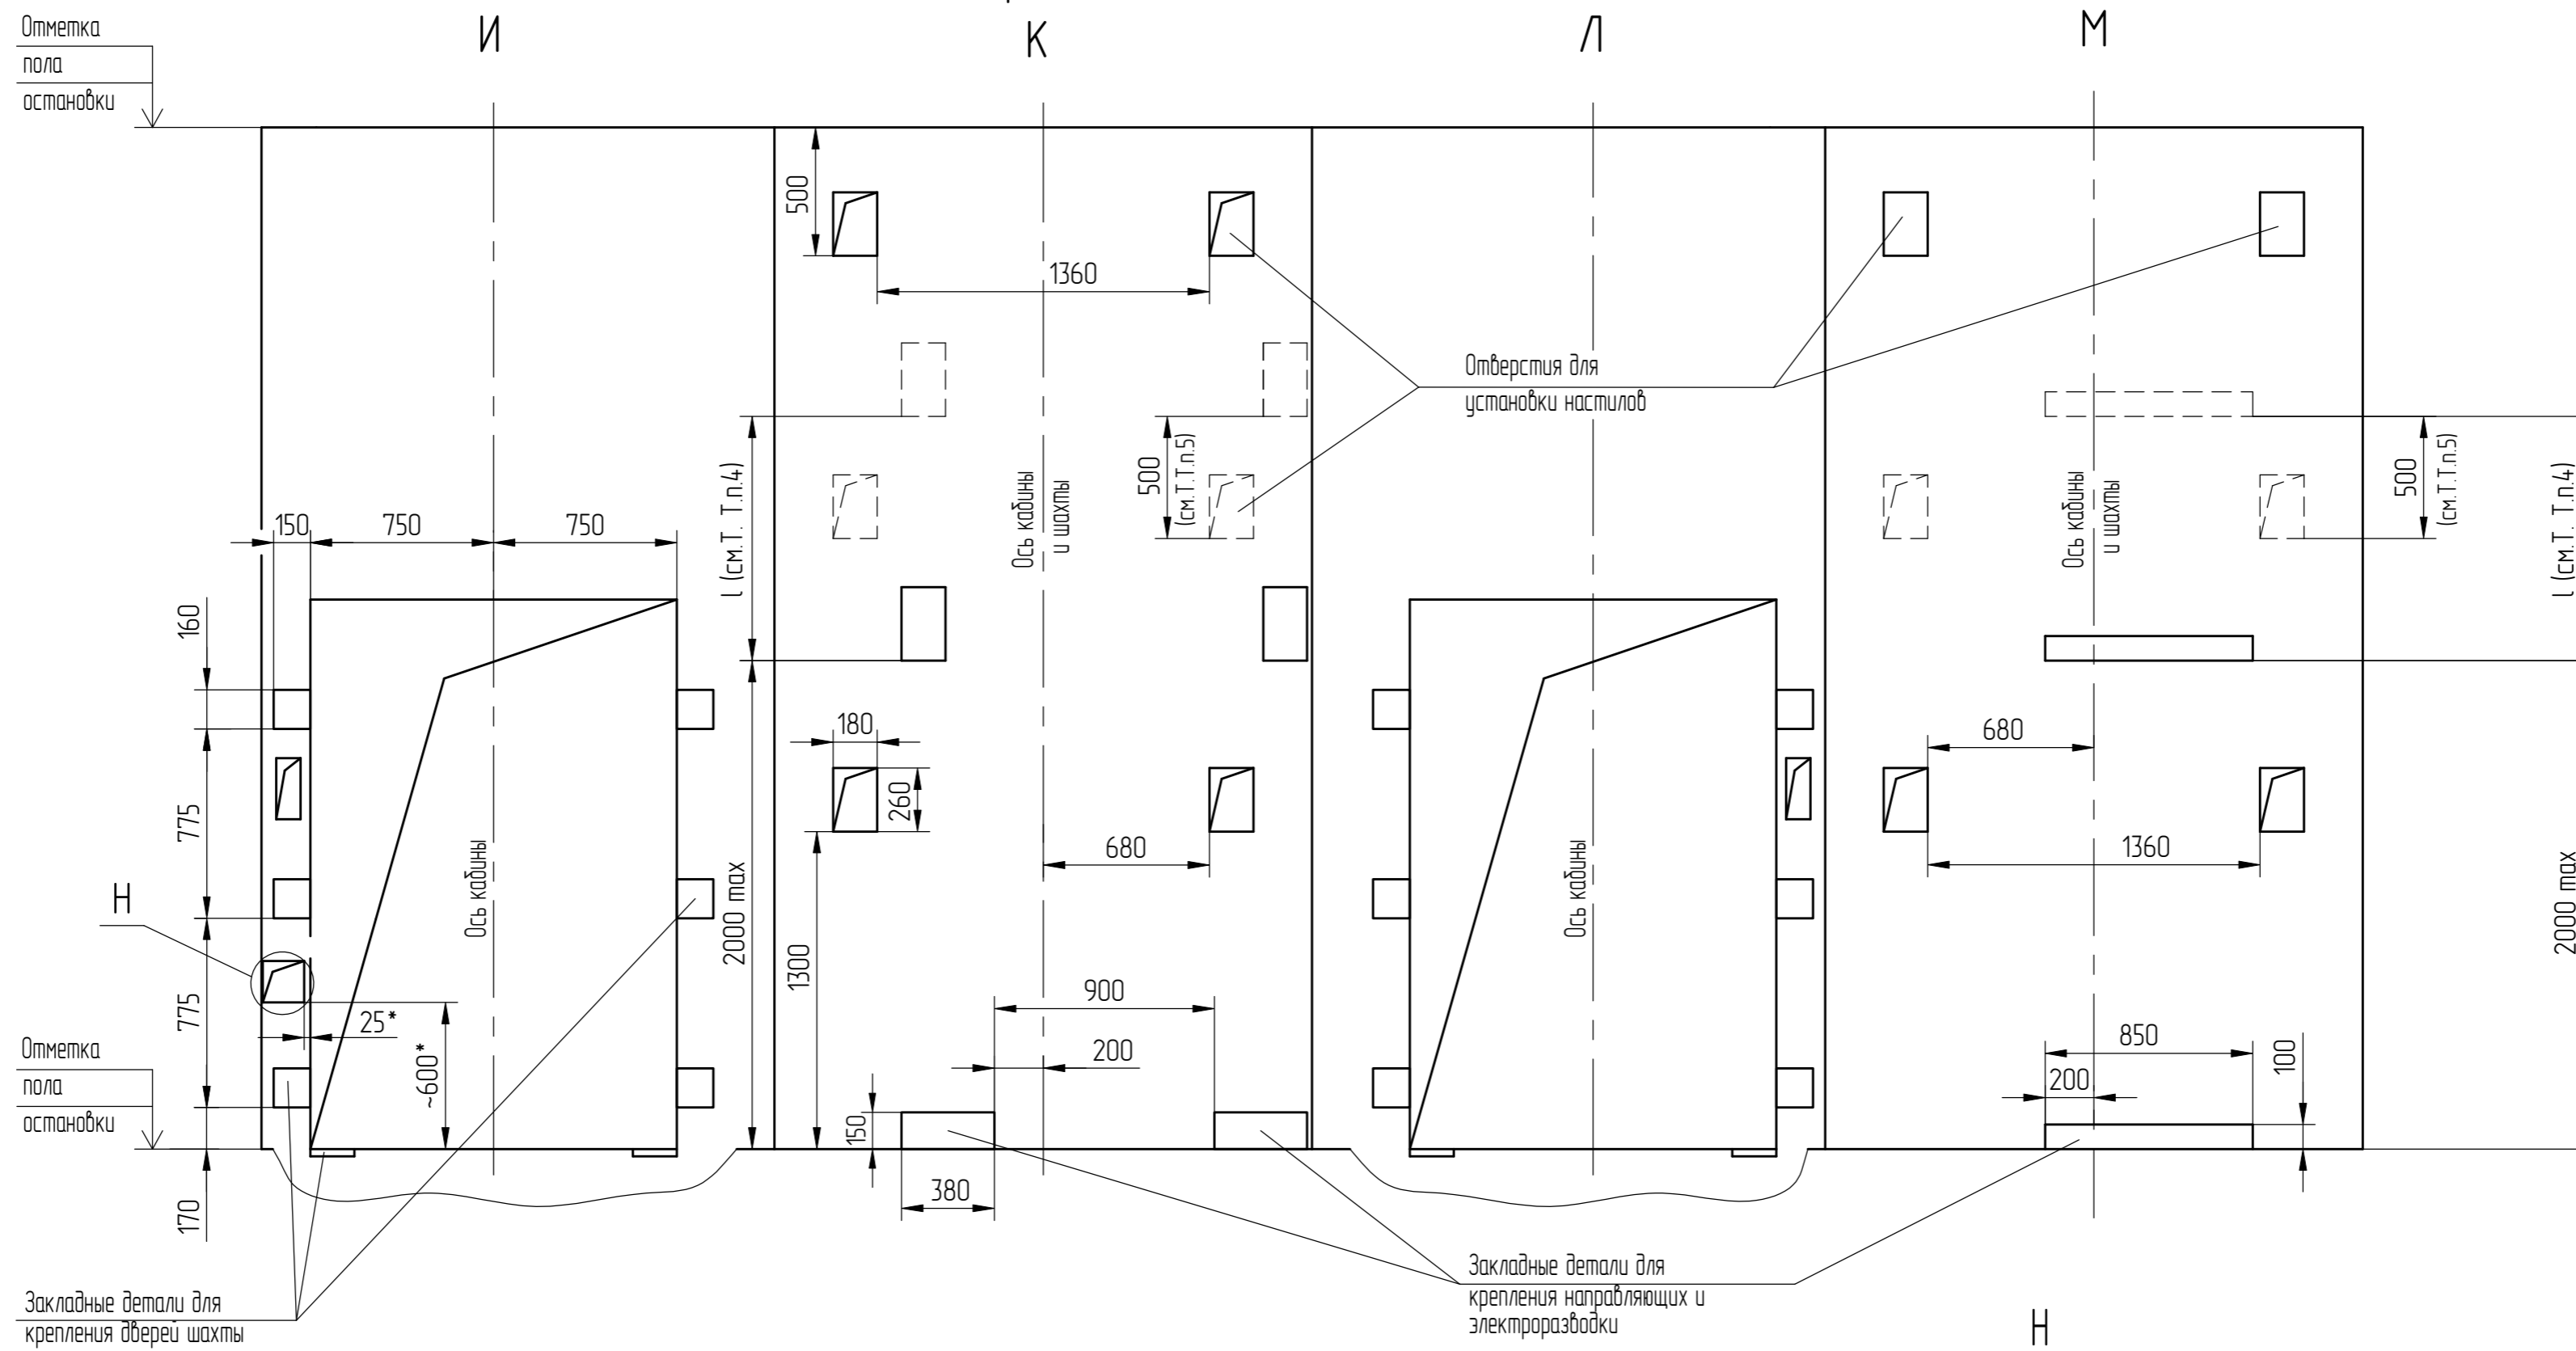 И
К
Л
М
Отметка
пола
остановки
500
1360
Отверстия для
установки настилов
l (см.Т. Т.п.4)
500
(см.Т.Т.п.5)
Ось кабины
и шахты
Ось кабины
и шахты
500
(см.Т.Т.п.5)
l (см.Т. Т.п.4)
150
750
750
160
775
775
170
Н
25*
~600*
Ось кабины
2000 max
180
260
680
1300
900
200
150
380
Ось кабины
680
1360
2000 max
850
200
100
Отметка
пола
остановки
Закладные детали для
крепления дверей шахты
Закладные детали для
крепления направляющих и
электроразводки
Н